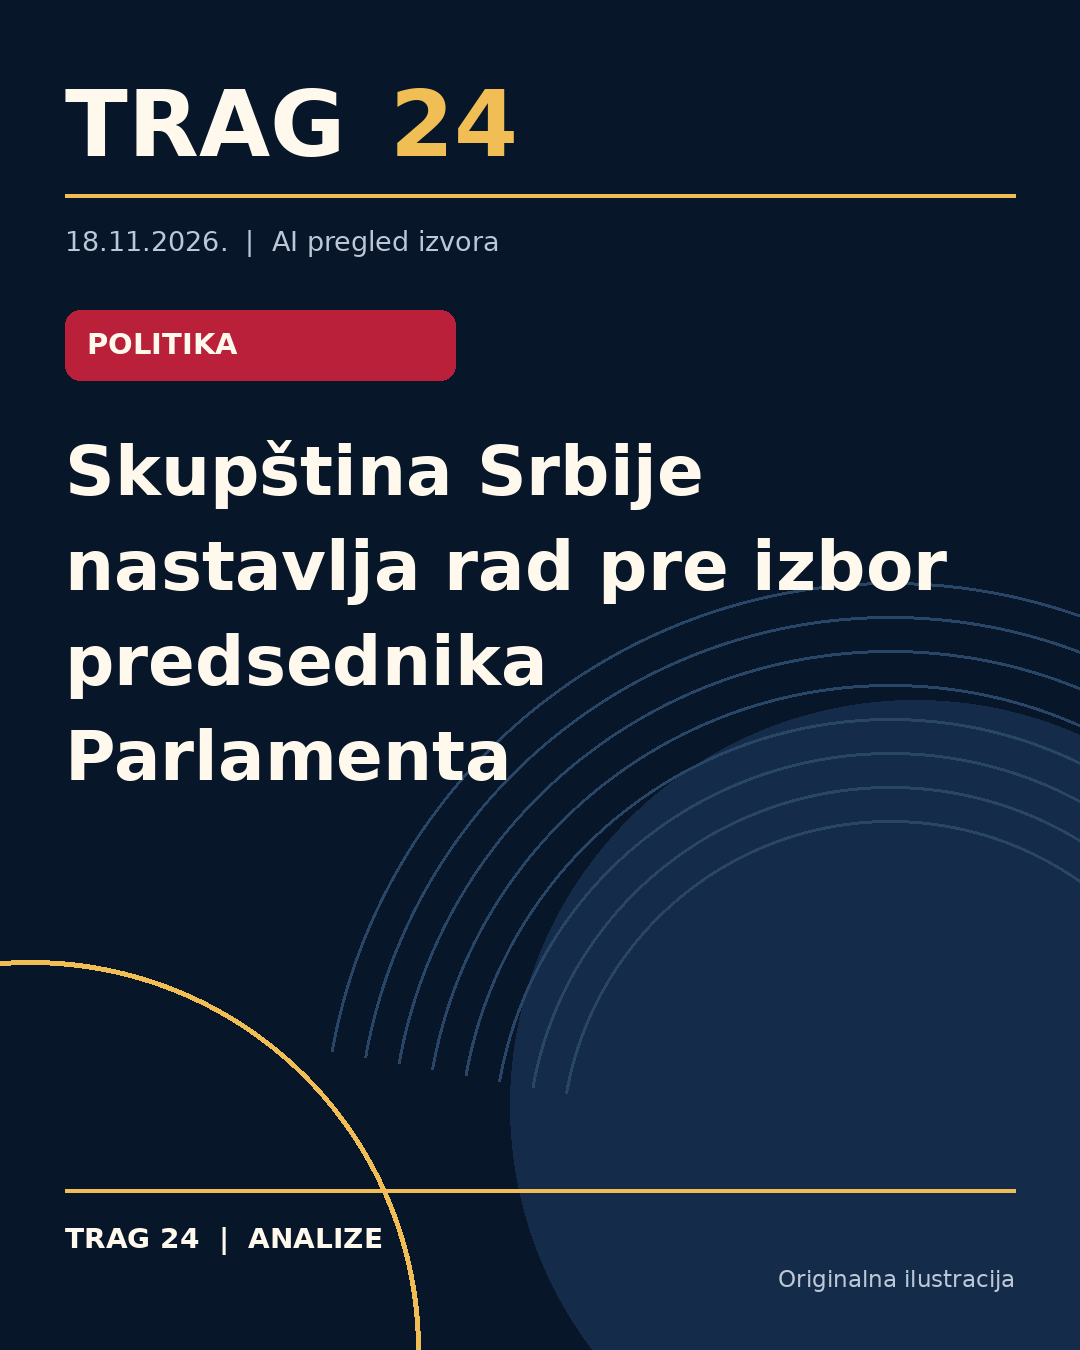 TRAG 24
18.11.2026. | AI pregled izvora
POLITIKA
Skupština Srbije
nastavlja rad pre izbor
predsednika
Parlamenta
TRAG 24 | ANALIZE
Originalna ilustracija